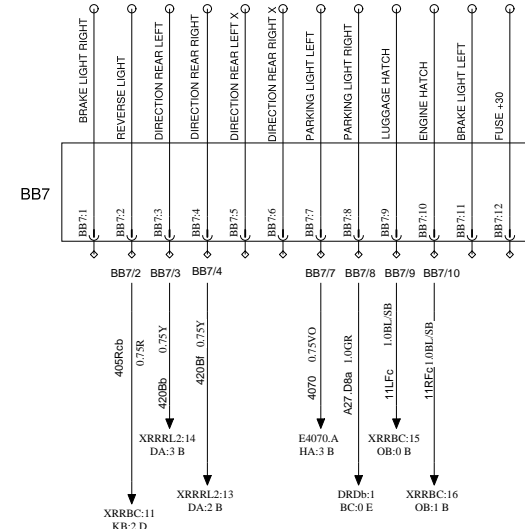 BRAKE LIGHT RIGHT
REVERSE LIGHT
DIRECTION REAR LEFT
DIRECTION REAR RIGHT
DIRECTION REAR LEFT X
DIRECTION REAR RIGHT X
PARKING LIGHT LEFT
PARKING LIGHT RIGHT
LUGGAGE HATCH
ENGINE HATCH
BRAKE LIGHT LEFT
FUSE +30
BB7
BB7:1
BB7:2
BB7:3
BB7:4
BB7:5
BB7:6
BB7:7
BB7:8
BB7:9
BB7:10
BB7:11
BB7:12
BB7/2
BB7/3
BB7/4
BB7/7
BB7/8
BB7/9
BB7/10
405Rcb
0.75R
420Bb 0.75Y
420Bf 0.75Y
4070 0.75VO
A27.D8a 1.0GR
11LFc 1.0BL/SB
11RFc 1.0BL/SB
XRRRL2:14
DA:3 B
E4070.A
HA:3 B
XRRBC:15
OB:0 B
XRRRL2:13
DA:2 B
DRDb:1
BC:0 E
XRRBC:16
OB:1 B
XRRBC:11
KB:2 D